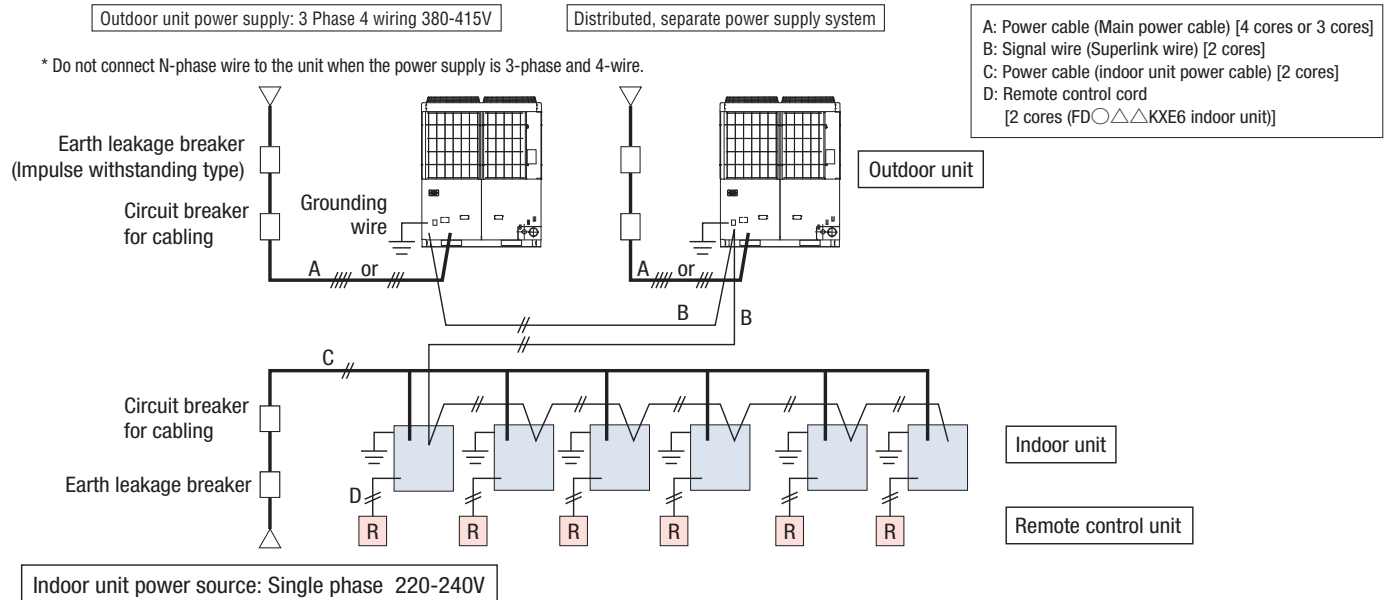 Outdoor unit power supply: 3 Phase 4 wiring 380-415V
Distributed, separate power supply system
A: Power cable (Main power cable) [4 cores or 3 cores]
B: Signal wire (Superlink wire) [2 cores]
C: Power cable (indoor unit power cable) [2 cores]
D: Remote control cord
[2 cores (FD○△△KXE6 indoor unit)]
* Do not connect N-phase wire to the unit when the power supply is 3-phase and 4-wire.
Earth leakage breaker
(Impulse withstanding type)
Circuit breaker
for cabling
Grounding
wire
Outdoor unit
A or
A or
B
B
C
Circuit breaker
for cabling
Earth leakage breaker
Indoor unit
D
R R R R R R
Remote control unit
Indoor unit power source: Single phase 220-240V